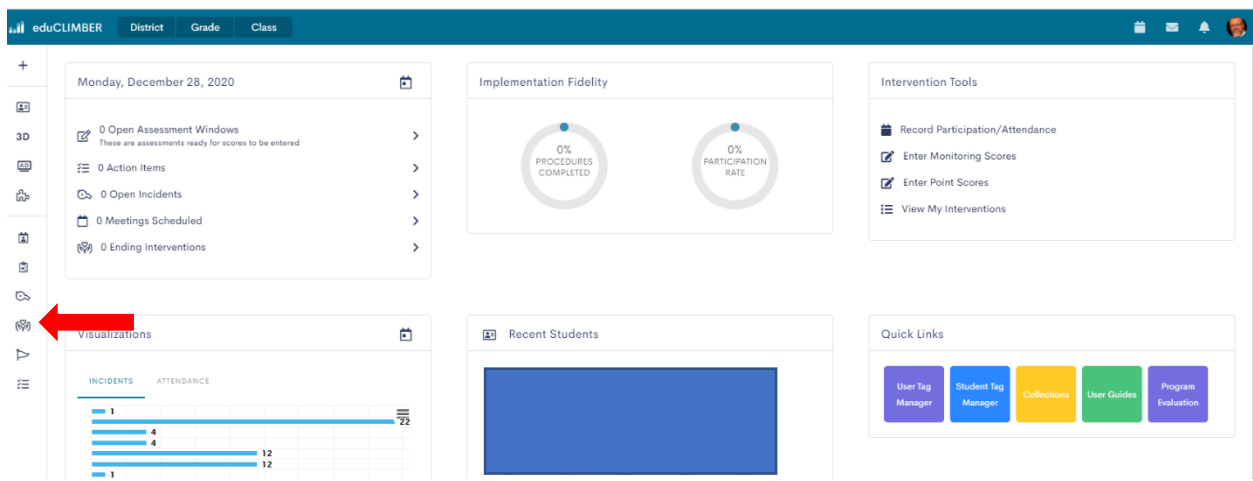 eduCLIMBER District Grade Class
3D
AD
Monday, December 28, 2020
0 Open Assessment Windows
These are assessments ready for scores to be entered
0 Action Items
0 Open Incidents
0 Meetings Scheduled
0 Ending Interventions
Implementation Fidelity
0%
PROCEDURES
COMPLETED
0%
PARTICIPATION
RATE
Intervention Tools
Record Participation/Attendance
Enter Monitoring Scores
Enter Point Scores
View My Interventions
Visualizations
INCIDENTS ATTENDANCE
1
22
4
4
12
12
1
Recent Students
Quick Links
User Tag
Manager
Student Tag
Manager
Collections
User Guides
Program
Evaluation